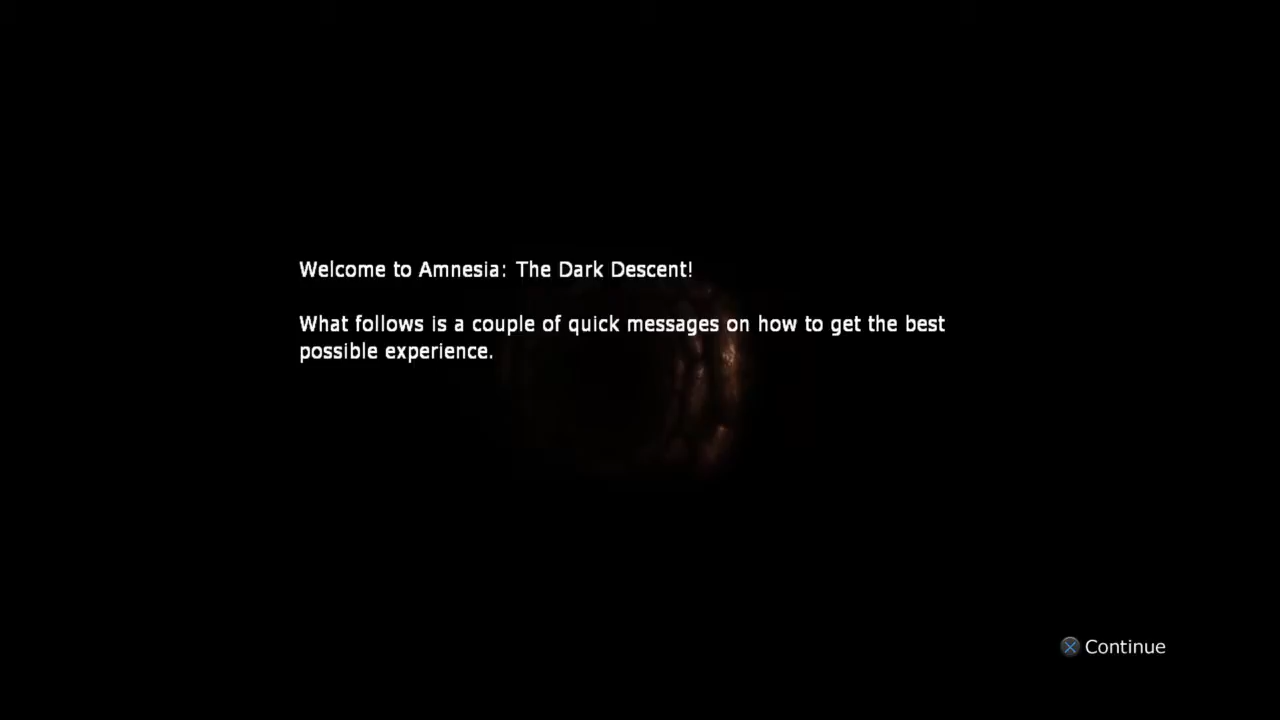 Welcome to Amnesia: The Dark Descent!
What follows is a couple of quick messages on how to get the best
possible experience.
Continue